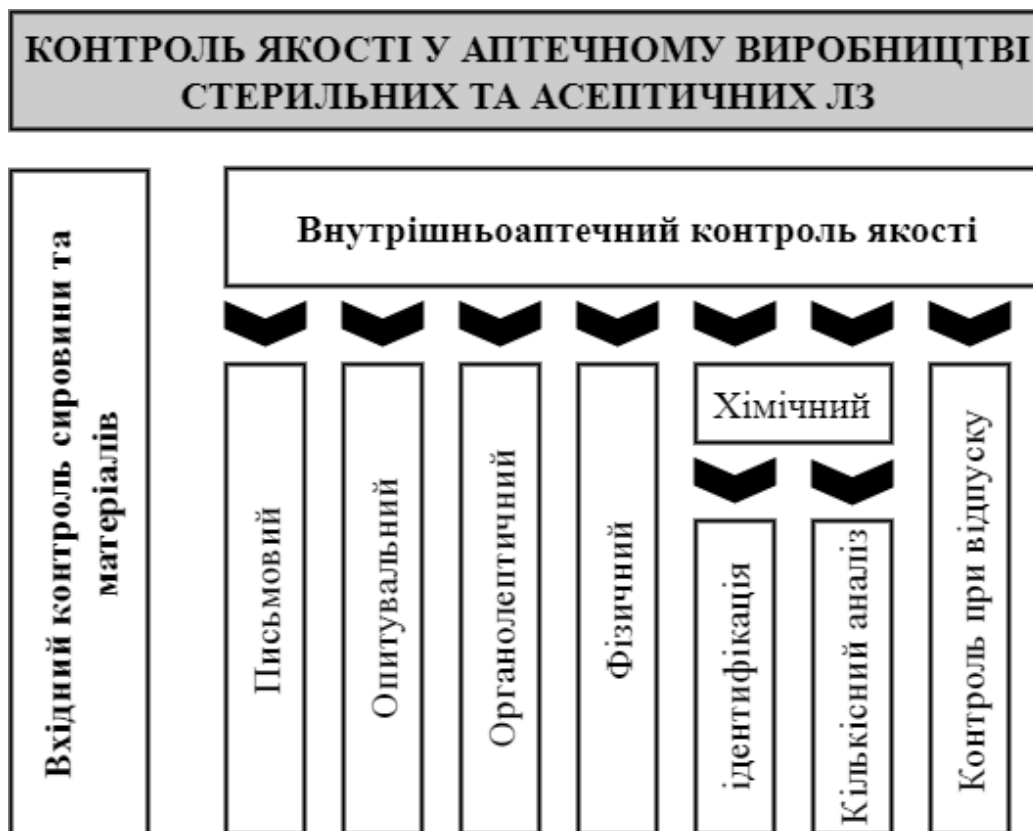 КОНТРОЛЬ ЯКОСТІ У АПТЕЧНОМУ ВИРОБНИЦТВІ
СТЕРИЛЬНИХ ТА АСЕПТИЧНИХ ЛЗ
Вхідний контроль сировини та
матеріалів
Внутрішньоаптечний контроль якості
Письмовий
Опитувальний
Органолептичний
Фізичний
Хімічний
ідентифікація
Кількісний аналіз
Контроль при відпуску